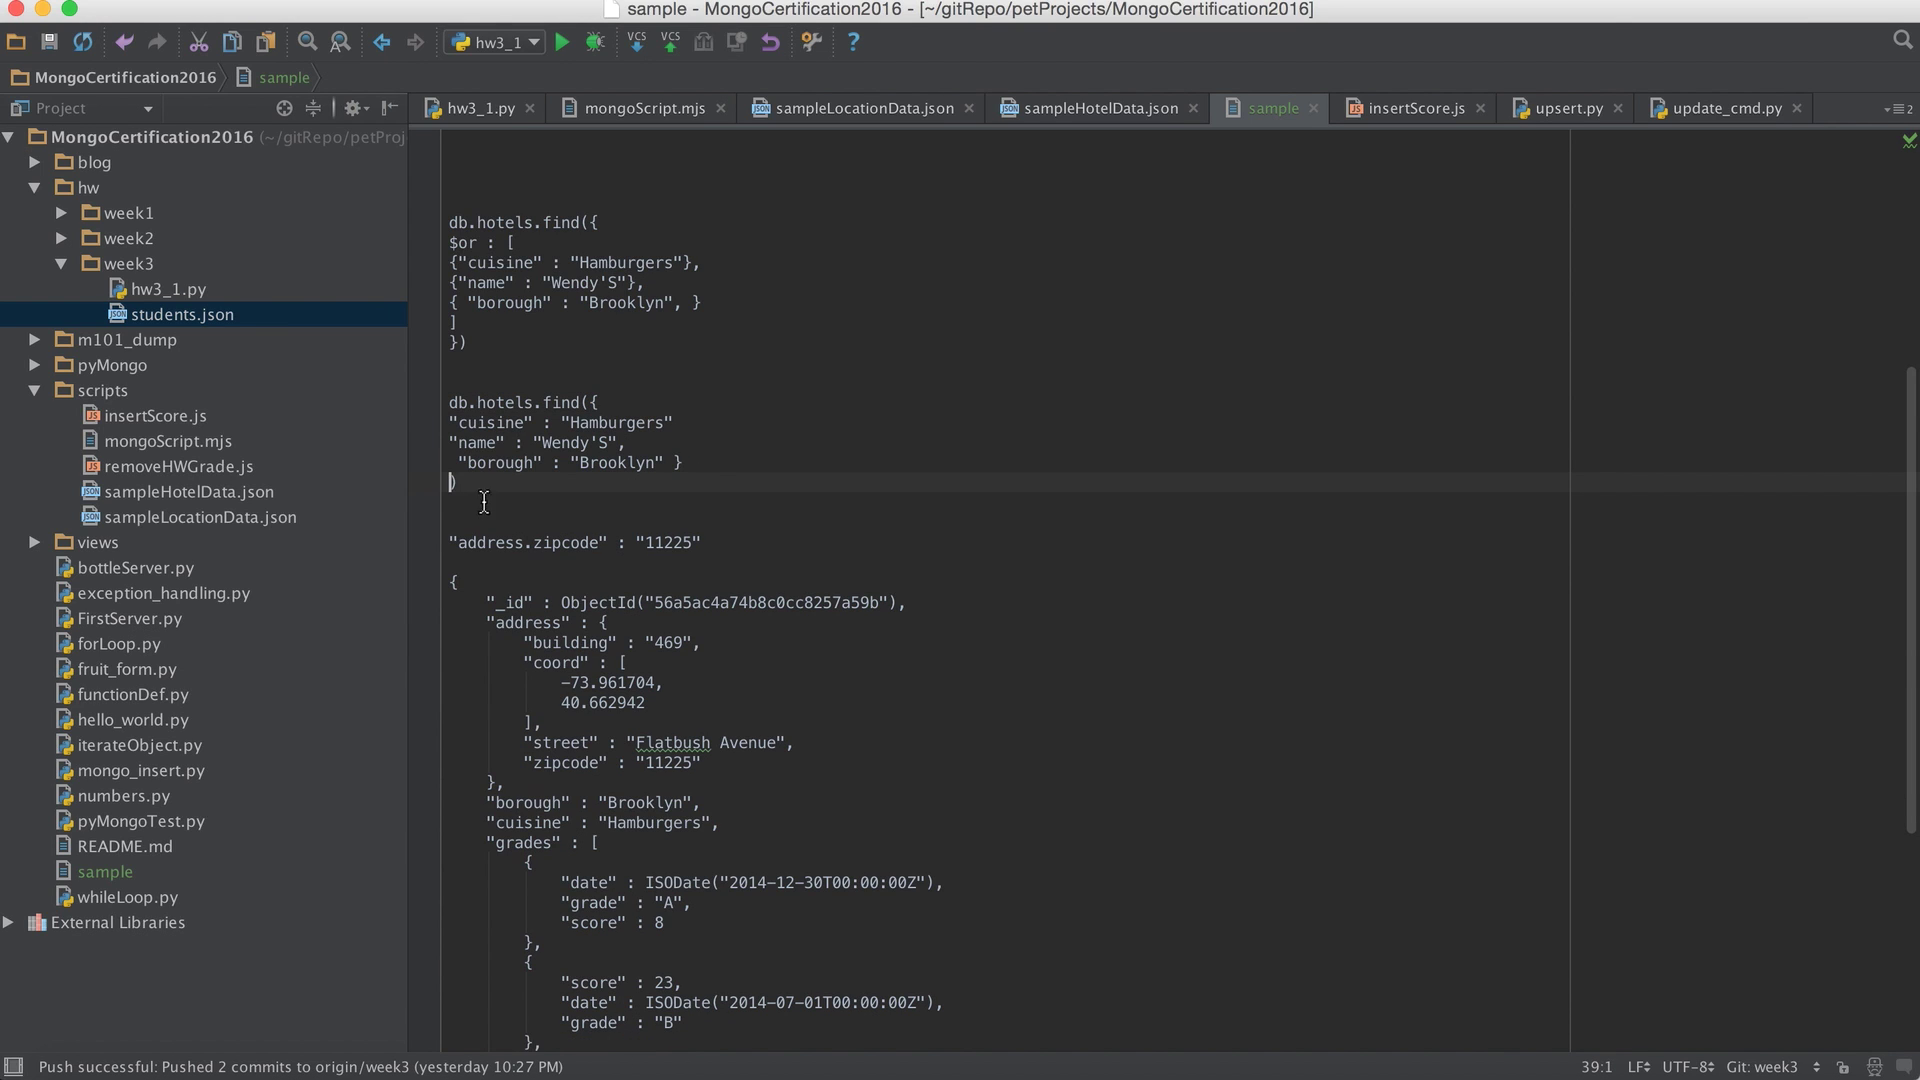 sample - MongoCertification2016 - [~/gitRepo/petProjects/MongoCertification2016]
hw3_1
VCS VCS
?
MongoCertification2016 sample
Project
hw3_1.py mongoScript.mjs sampleLocationData.json sampleHotelData.json sample insertScore.js upsert.py update_cmd.py 2
MongoCertification2016 (~/gitRepo/petProj
blog
hw
week1
week2
week3
hw3_1.py
students.json
m101_dump
pyMongo
scripts
insertScore.js
mongoScript.mjs
removeHWGrade.js
sampleHotelData.json
sampleLocationData.json
views
bottleServer.py
exception_handling.py
FirstServer.py
forLoop.py
fruit_form.py
functionDef.py
hello_world.py
iterateObject.py
mongo_insert.py
numbers.py
pyMongoTest.py
README.md
sample
whileLoop.py
External Libraries
db.hotels.find({
$or : [
{"cuisine" : "Hamburgers"},
{"name" : "Wendy'S"},
{ "borough" : "Brooklyn", }
]
})
db.hotels.find({
"cuisine" : "Hamburgers"
"name" : "Wendy'S",
"borough" : "Brooklyn" }
)
"address.zipcode" : "11225"
{
"_id" : ObjectId("56a5ac4a74b8c0cc8257a59b"),
"address" : {
"building" : "469",
"coord" : [
-73.961704,
40.662942
],
"street" : "Flatbush Avenue",
"zipcode" : "11225"
},
"borough" : "Brooklyn",
"cuisine" : "Hamburgers",
"grades" : [
{
"date" : ISODate("2014-12-30T00:00:00Z"),
"grade" : "A",
"score" : 8
},
{
"score" : 23,
"date" : ISODate("2014-07-01T00:00:00Z"),
"grade" : "B"
},
Push successful: Pushed 2 commits to origin/week3 (yesterday 10:27 PM) 39:1 LF UTF-8 Git: week3